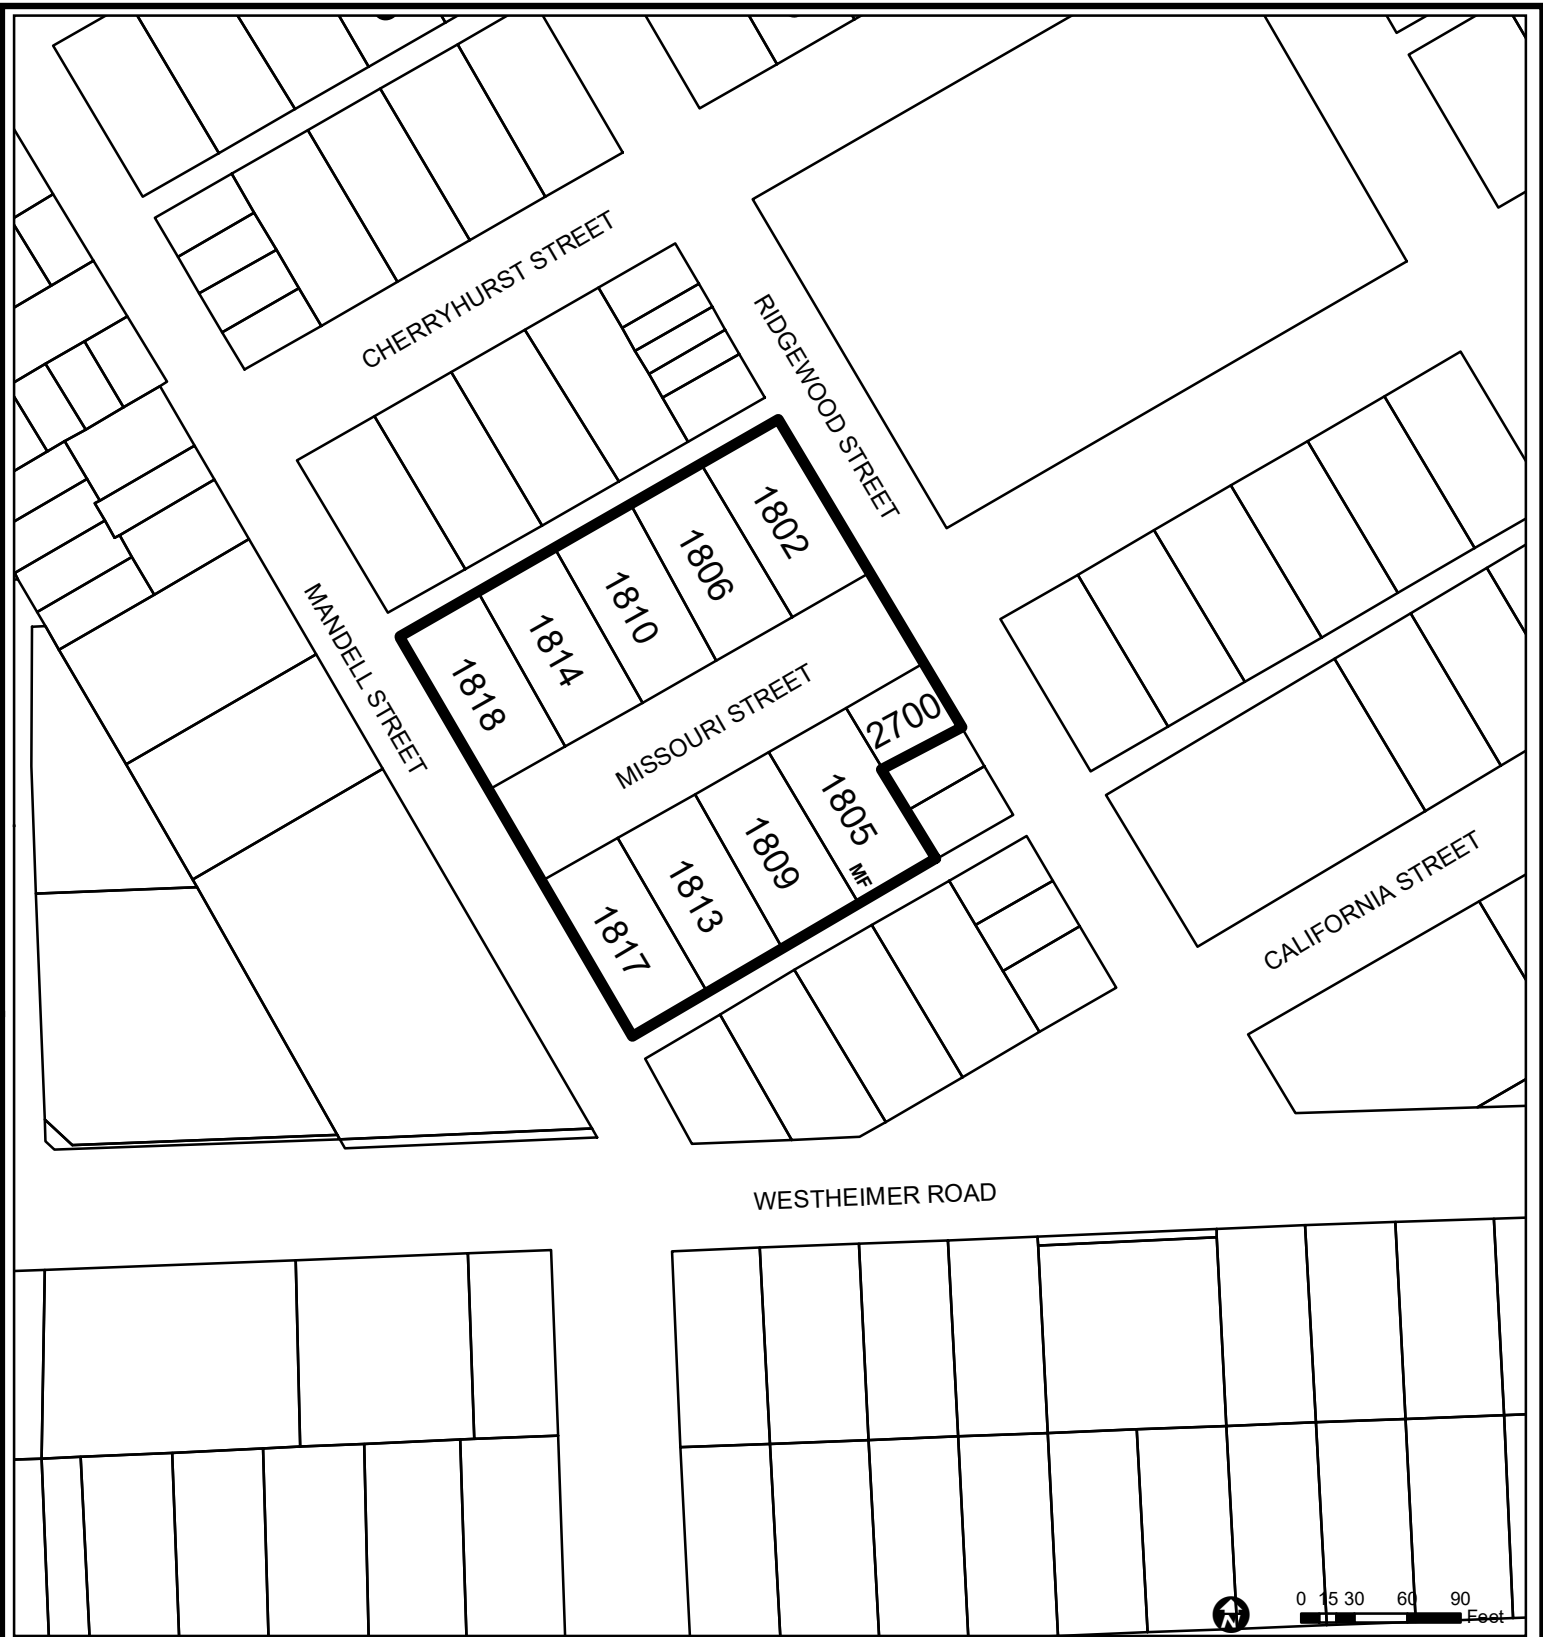 CHERRYHURST STREET
RIDGEWOOD STREET
1802
1806
1810
1814
1818
MANDELL STREET
MISSOURI STREET
2700
1805
MF
1809
1813
1817
CALIFORNIA STREET
WESTHEIMER ROAD
N
0 15 30 60 90
Feet